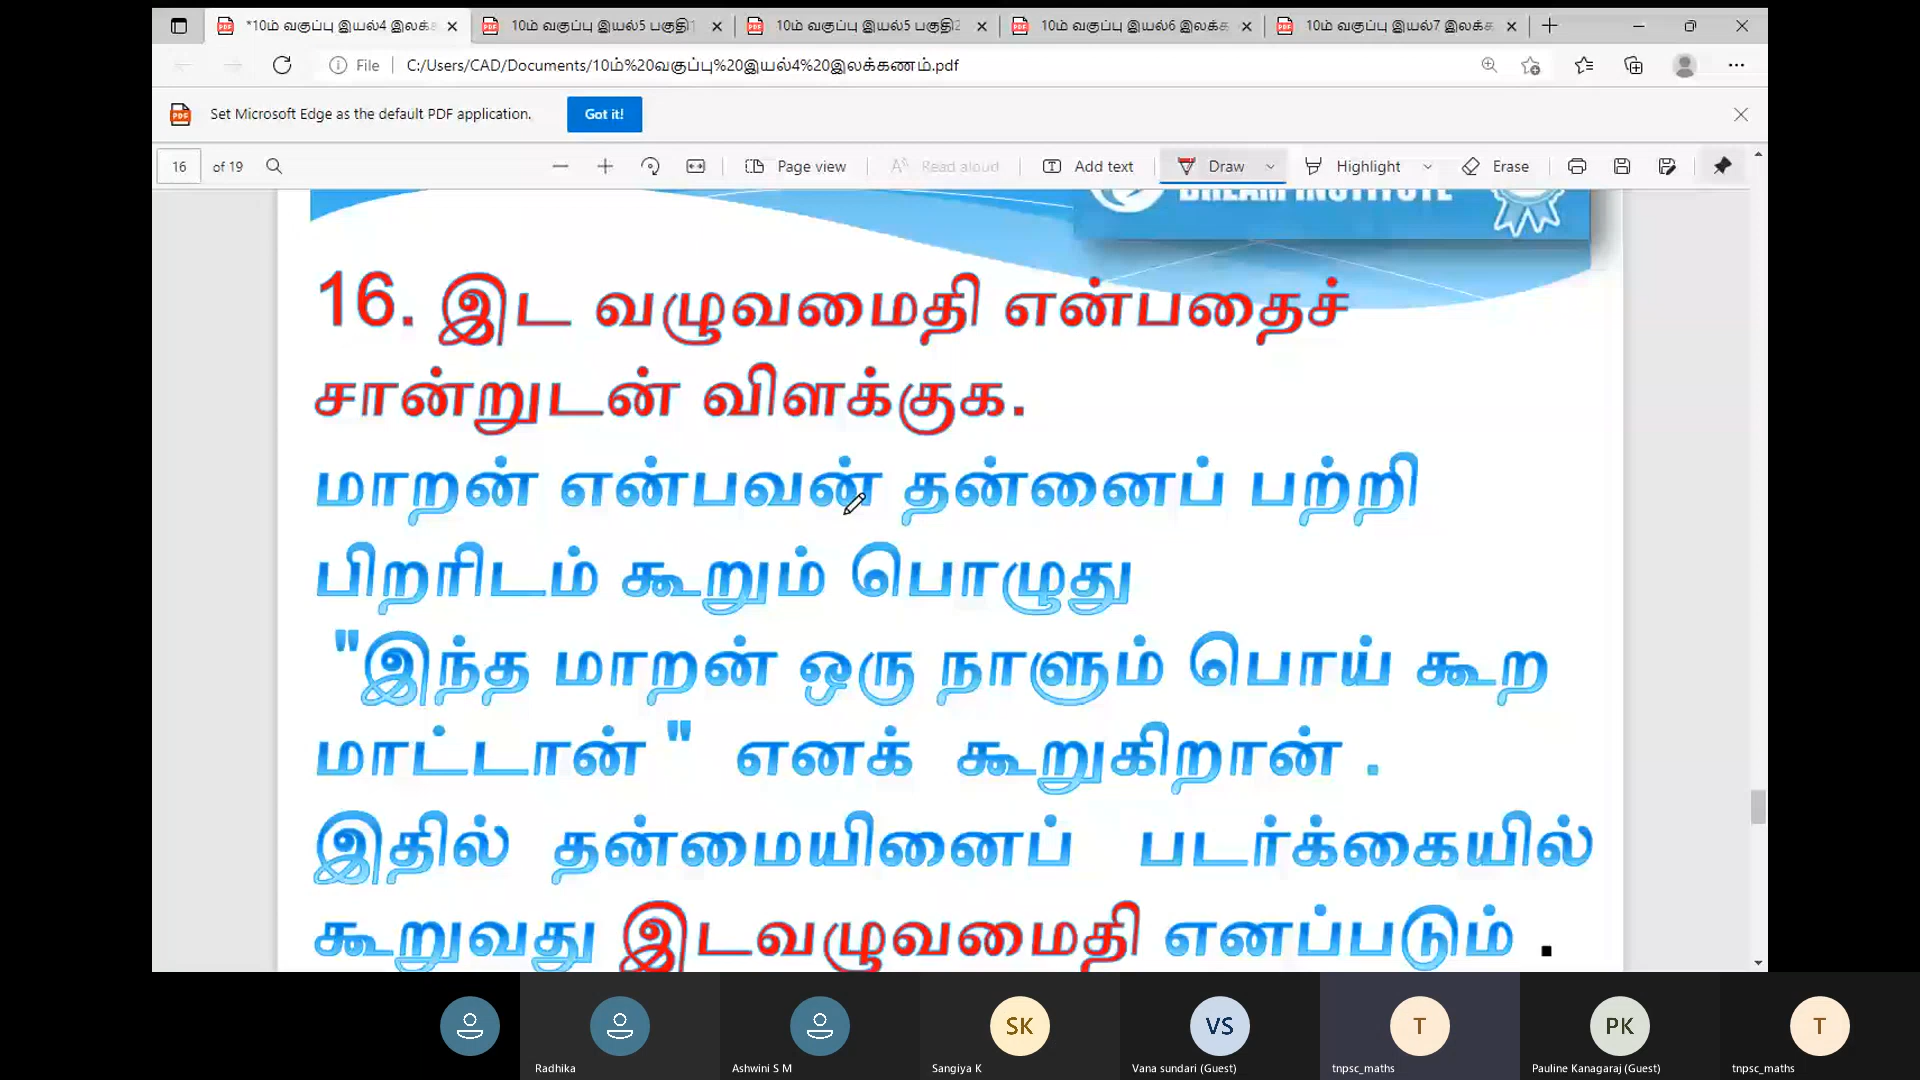 *10ம் வகுப்பு இயல்4 இலக்க
10ம் வகுப்பு இயல்5 பகுதி1
10ம் வகுப்பு இயல்5 பகுதி2
10ம் வகுப்பு இயல்6 இலக்க
10ம் வகுப்பு இயல்7 இலக்க
File C:/Users/CAD/Documents/10ம்%20வகுப்பு%20இயல்4%20இலக்கணம்.pdf
Set Microsoft Edge as the default PDF application. Got it!
16 of 19 Page view Read aloud Add text Draw Highlight Erase
DREAM INSTITUTE
16. இட வழுவமைதி என்பதைச்
சான்றுடன் விளக்குக.
மாறன் என்பவன் தன்னைப் பற்றி
பிறரிடம் கூறும் பொழுது
"இந்த மாறன் ஒரு நாளும் பொய் கூற
மாட்டான் " எனக் கூறுகிறான் .
இதில் தன்மையினைப் படர்க்கையில்
கூறுவது இடவழுவமைதி எனப்படும் .
SK VS T PK T
Radhika Ashwini S M Sangiya K Vana sundari (Guest) tnpsc_maths Pauline Kanagaraj (Guest) tnpsc_maths